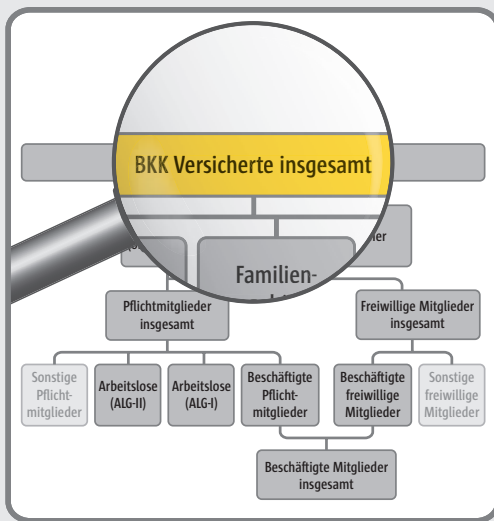 BKK Versicherte insgesamt
Familien-
Pflichtmitglieder
insgesamt
Freiwillige Mitglieder
insgesamt
Sonstige
Pflicht-
mitglieder
Arbeitslose
(ALG-II)
Arbeitslose
(ALG-I)
Beschäftigte
Pflicht-
mitglieder
Beschäftigte
freiwillige
Mitglieder
Sonstige
freiwillige
Mitglieder
Beschäftigte Mitglieder
insgesamt